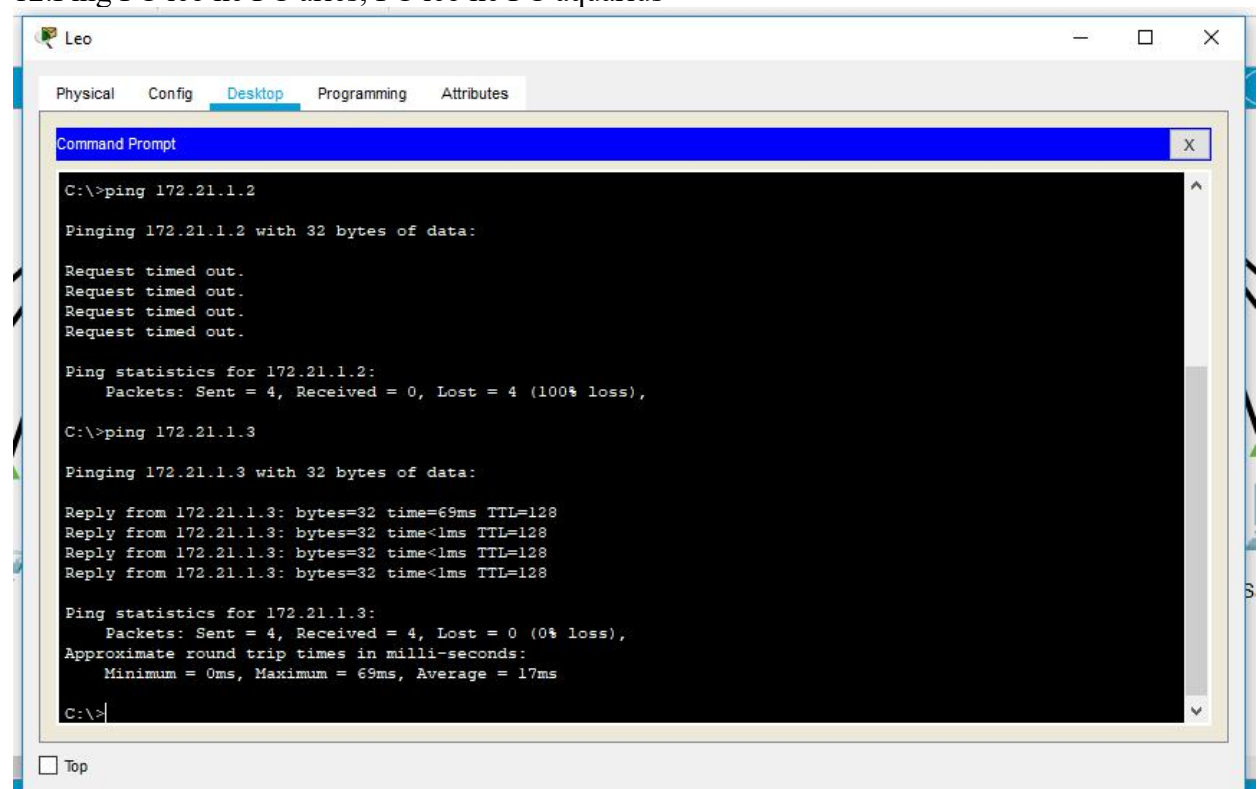 Leo
Physical Config Desktop Programming Attributes
Command Prompt
X
C:\>ping 172.21.1.2
Pinging 172.21.1.2 with 32 bytes of data:
Request timed out.
Request timed out.
Request timed out.
Request timed out.
Ping statistics for 172.21.1.2:
Packets: Sent = 4, Received = 0, Lost = 4 (100% loss),
C:\>ping 172.21.1.3
Pinging 172.21.1.3 with 32 bytes of data:
Reply from 172.21.1.3: bytes=32 time=69ms TTL=128
Reply from 172.21.1.3: bytes=32 time<1ms TTL=128
Reply from 172.21.1.3: bytes=32 time<1ms TTL=128
Reply from 172.21.1.3: bytes=32 time<1ms TTL=128
Ping statistics for 172.21.1.3:
Packets: Sent = 4, Received = 4, Lost = 0 (0% loss),
Approximate round trip times in milli-seconds:
Minimum = 0ms, Maximum = 69ms, Average = 17ms
C:\>
Top